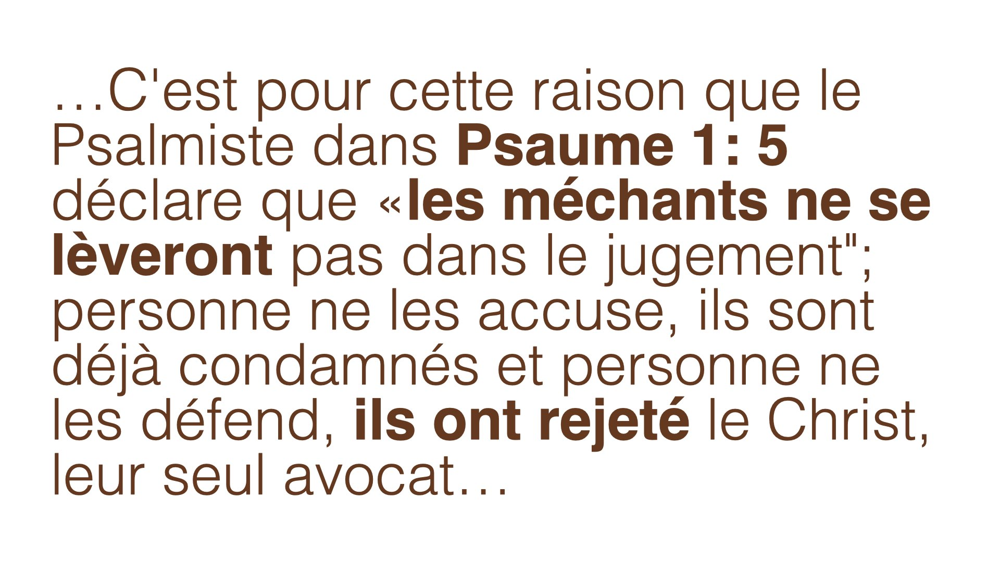 …C'est pour cette raison que le
Psalmiste dans Psaume 1: 5
déclare que «les méchants ne se
lèveront pas dans le jugement";
personne ne les accuse, ils sont
déjà condamnés et personne ne
les défend, ils ont rejeté le Christ,
leur seul avocat…